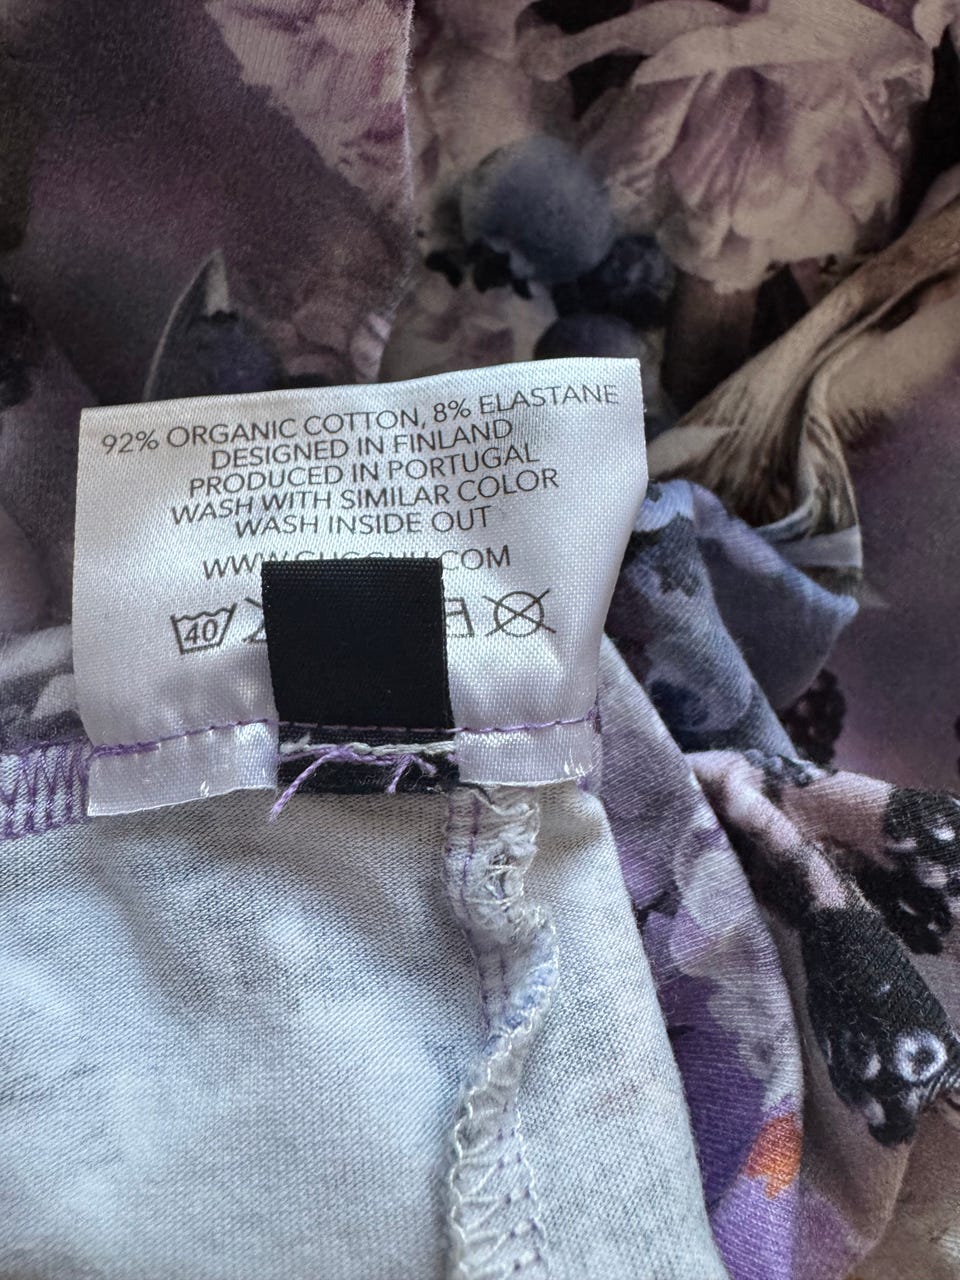 92% ORGANIC COTTON, 8% ELASTANE
DESIGNED IN FINLAND
PRODUCED IN PORTUGAL
WASH WITH SIMILAR COLOR
WASH INSIDE OUT
40